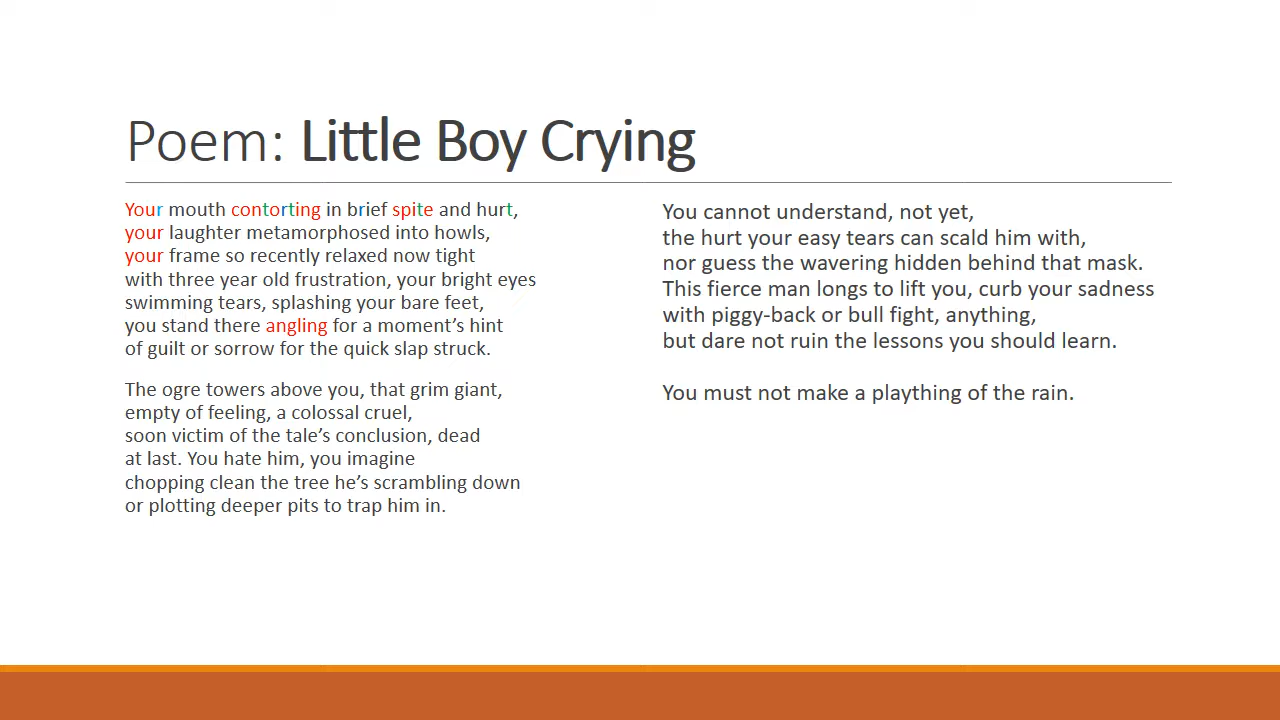 Poem: Little Boy Crying
Your mouth contorting in brief spite and hurt,
your laughter metamorphosed into howls,
your frame so recently relaxed now tight
with three year old frustration, your bright eyes
swimming tears, splashing your bare feet,
you stand there angling for a moment’s hint
of guilt or sorrow for the quick slap struck.
The ogre towers above you, that grim giant,
empty of feeling, a colossal cruel,
soon victim of the tale’s conclusion, dead
at last. You hate him, you imagine
chopping clean the tree he’s scrambling down
or plotting deeper pits to trap him in.
You cannot understand, not yet,
the hurt your easy tears can scald him with,
nor guess the wavering hidden behind that mask.
This fierce man longs to lift you, curb your sadness
with piggy-back or bull fight, anything,
but dare not ruin the lessons you should learn.
You must not make a plaything of the rain.